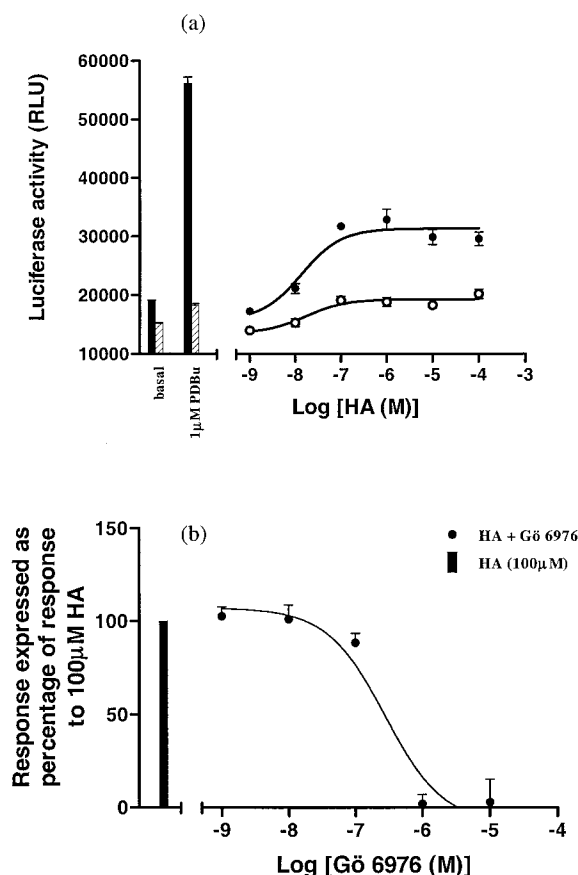 (a)
Luciferase activity (RLU)
60000
50000
40000
30000
20000
10000
basal
1µM PDBu
-9 -8 -7 -6 -5 -4 -3
Log [HA (M)]
(b)
HA + Gö 6976
HA (100µM)
Response expressed as
percentage of response
to 100µM HA
150
100
50
0
-9 -8 -7 -6 -5 -4
Log [Gö 6976 (M)]